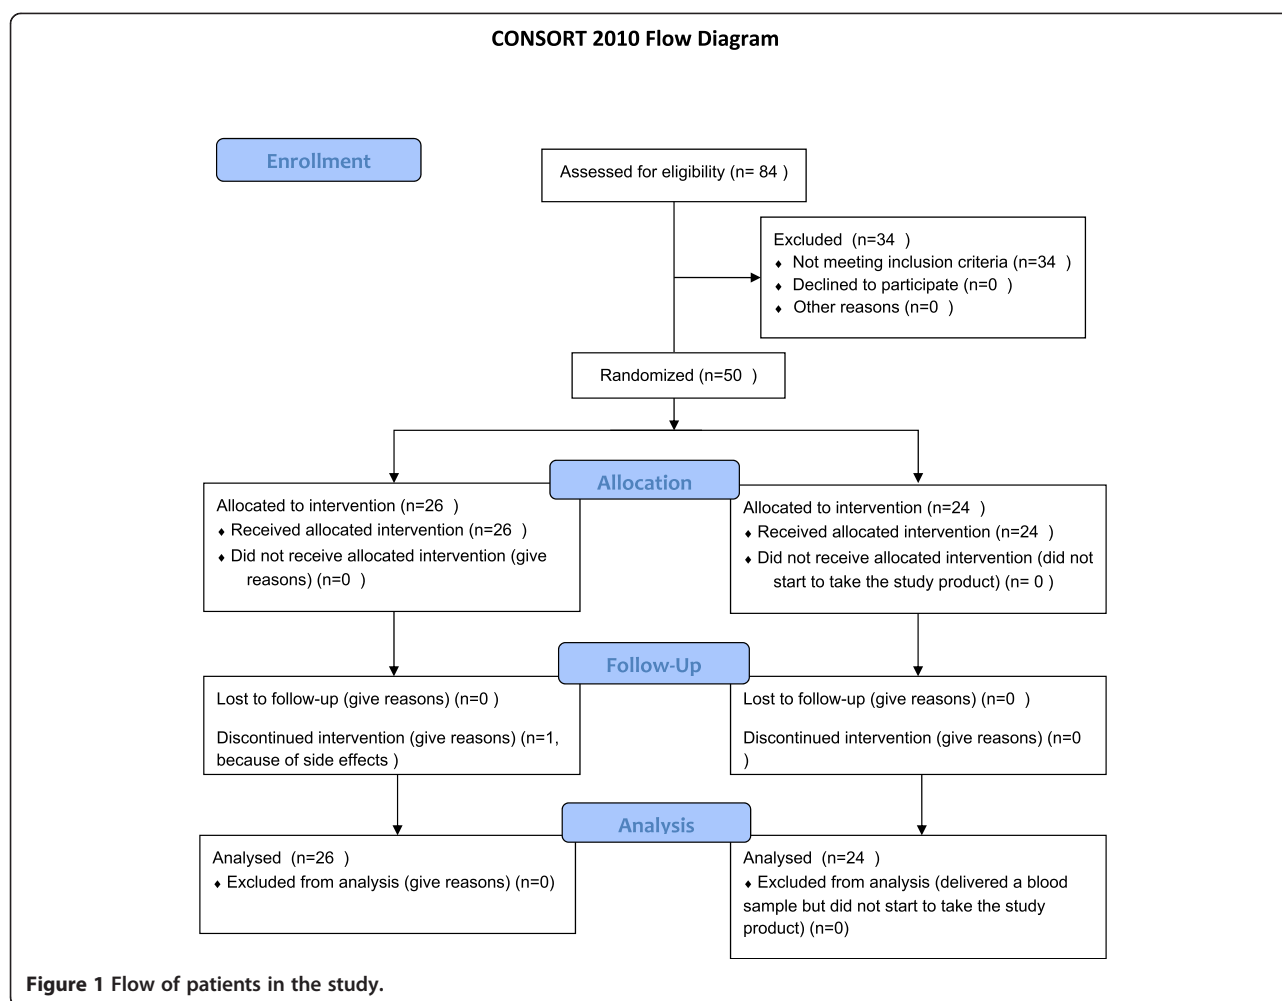 CONSORT 2010 Flow Diagram
Enrollment
Assessed for eligibility (n= 84 )
Excluded (n=34 )
♦ Not meeting inclusion criteria (n=34 )
♦ Declined to participate (n=0 )
♦ Other reasons (n=0 )
Randomized (n=50 )
Allocation
Allocated to intervention (n=26 )
♦ Received allocated intervention (n=26 )
♦ Did not receive allocated intervention (give
reasons) (n=0 )
Allocated to intervention (n=24 )
♦ Received allocated intervention (n=24 )
♦ Did not receive allocated intervention (did not
start to take the study product) (n= 0 )
Follow-Up
Lost to follow-up (give reasons) (n=0 )
Discontinued intervention (give reasons) (n=1,
because of side effects )
Lost to follow-up (give reasons) (n=0 )
Discontinued intervention (give reasons) (n=0
)
Analysis
Analysed (n=26 )
♦ Excluded from analysis (give reasons) (n=0)
Analysed (n=24 )
♦ Excluded from analysis (delivered a blood
sample but did not start to take the study
product) (n=0)
Figure 1 Flow of patients in the study.